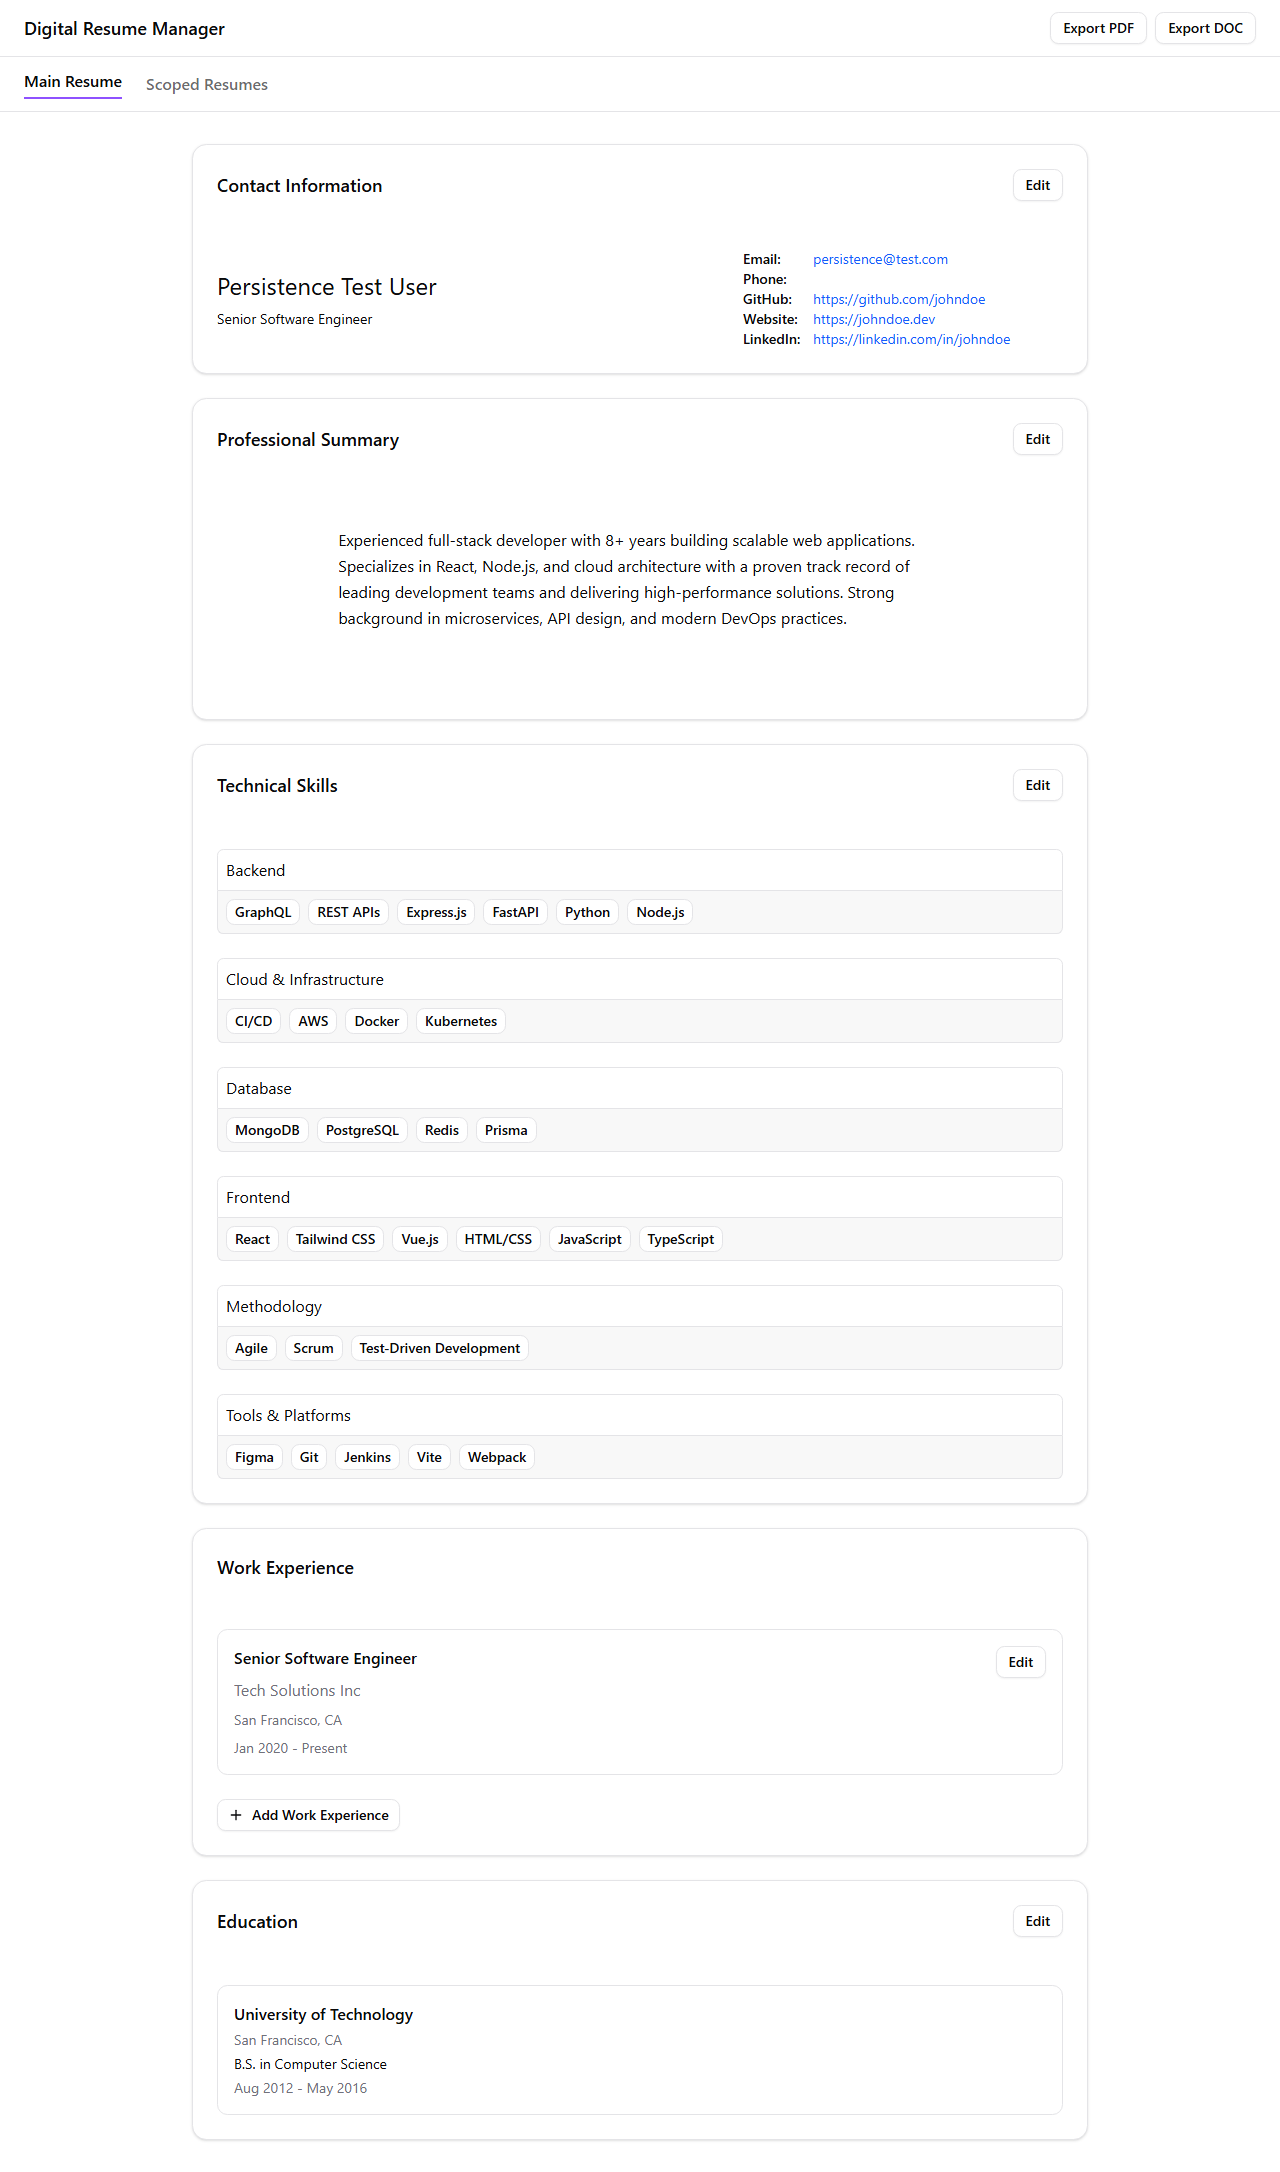 Digital Resume Manager
Export PDF
Export DOC
Main Resume
Scoped Resumes
Contact Information
Edit
Persistence Test User
Senior Software Engineer
Email: persistence@test.com
Phone:
GitHub: https://github.com/johndoe
Website: https://johndoe.dev
LinkedIn: https://linkedin.com/in/johndoe
Professional Summary
Edit
Experienced full-stack developer with 8+ years building scalable web applications.
Specializes in React, Node.js, and cloud architecture with a proven track record of
leading development teams and delivering high-performance solutions. Strong
background in microservices, API design, and modern DevOps practices.
Technical Skills
Edit
Backend
GraphQL REST APIs Express.js FastAPI Python Node.js
Cloud & Infrastructure
CI/CD AWS Docker Kubernetes
Database
MongoDB PostgreSQL Redis Prisma
Frontend
React Tailwind CSS Vue.js HTML/CSS JavaScript TypeScript
Methodology
Agile Scrum Test-Driven Development
Tools & Platforms
Figma Git Jenkins Vite Webpack
Work Experience
Senior Software Engineer
Edit
Tech Solutions Inc
San Francisco, CA
Jan 2020 - Present
+ Add Work Experience
Education
Edit
University of Technology
San Francisco, CA
B.S. in Computer Science
Aug 2012 - May 2016